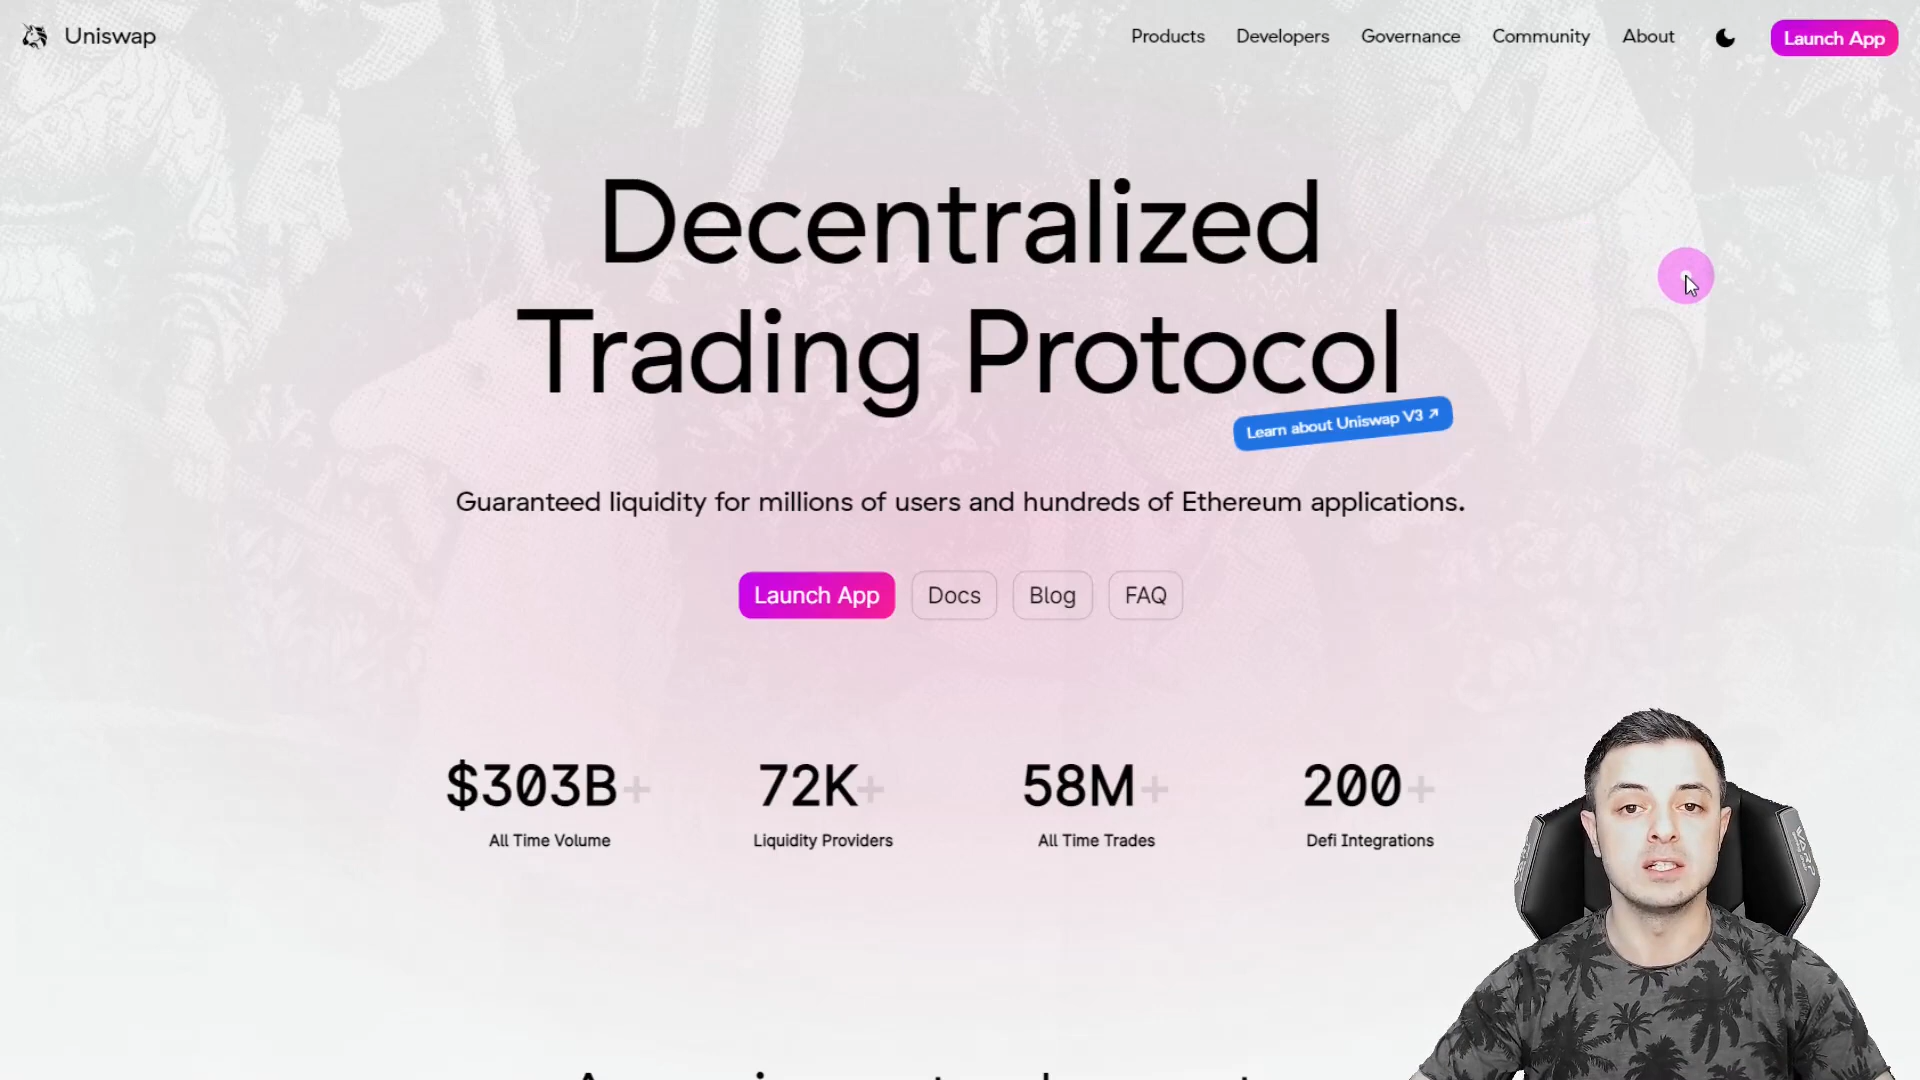 Uniswap
Products Developers Governance Community About Launch App
Decentralized
Trading Protocol
Learn about Uniswap V3 ↗
Guaranteed liquidity for millions of users and hundreds of Ethereum applications.
Launch App Docs Blog FAQ
$303B+ 72K+ 58M+ 200+
All Time Volume Liquidity Providers All Time Trades Defi Integrations